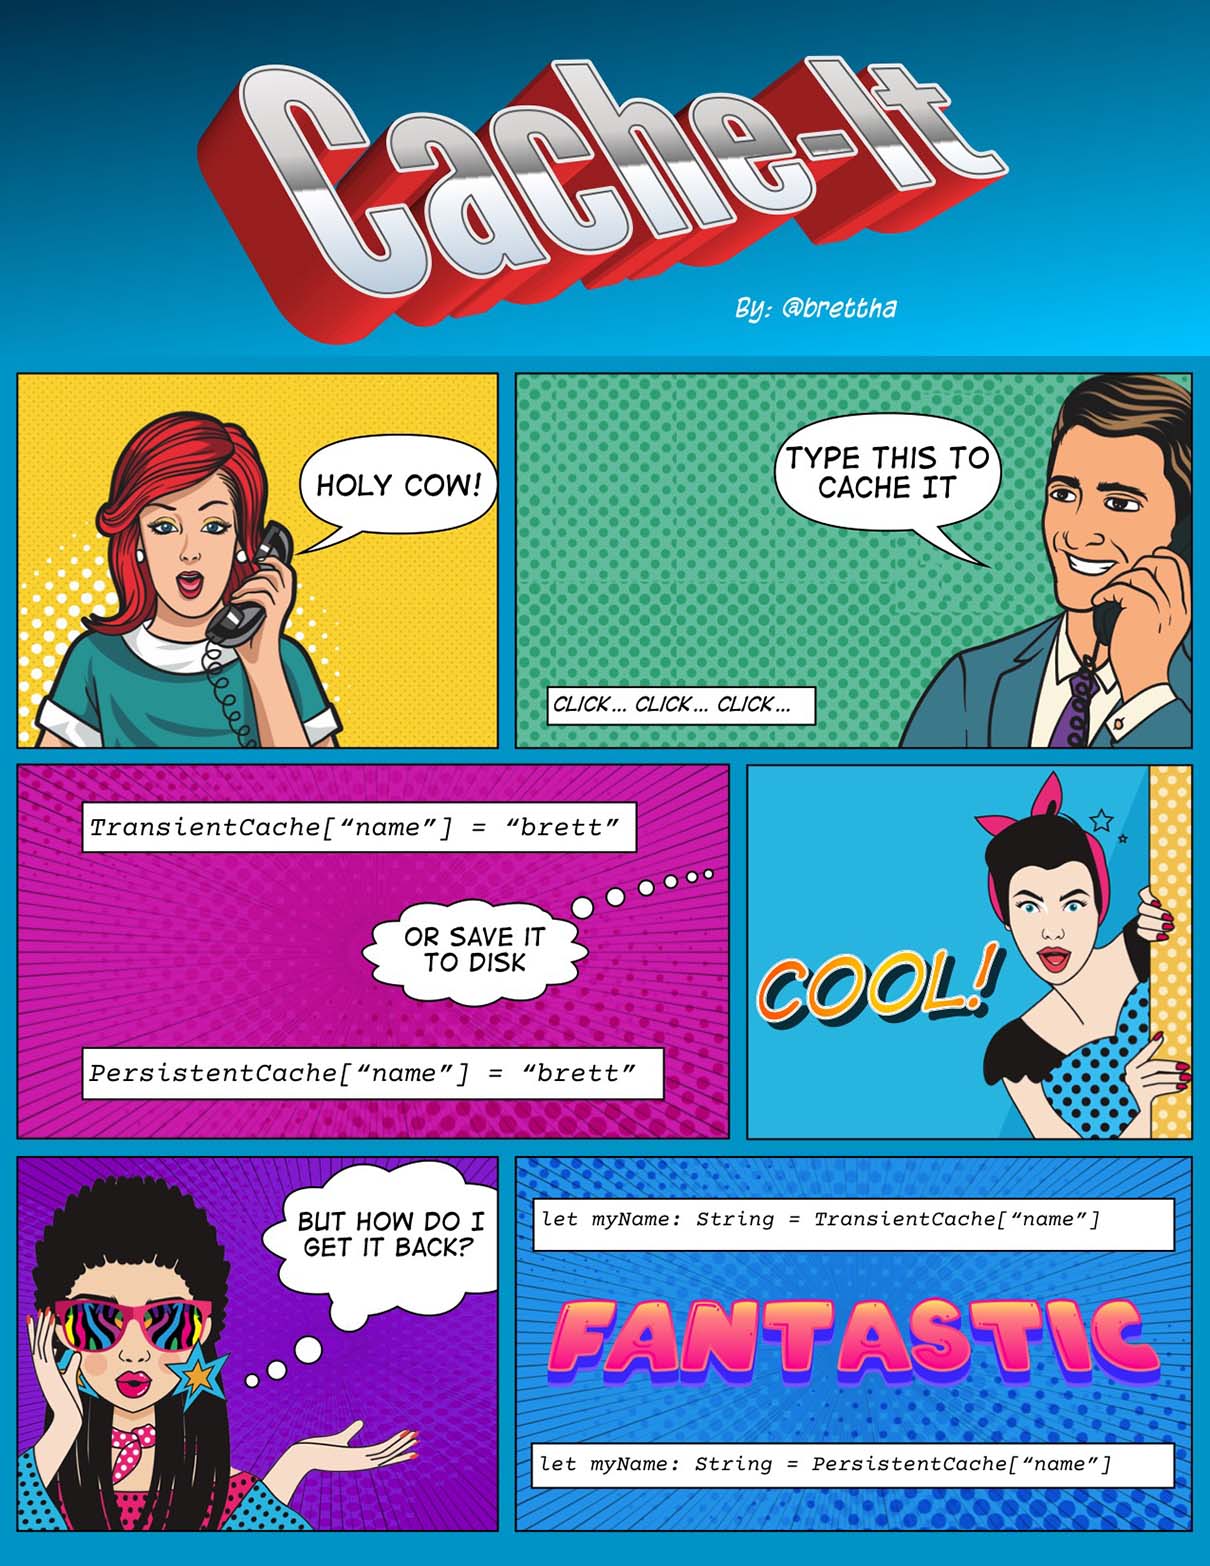 Cache-It
By: @brettha
HOLY COW!
TYPE THIS TO
CACHE IT
CLICK... CLICK... CLICK...
TransientCache[“name”] = “brett”
OR SAVE IT
TO DISK
PersistentCache[“name”] = “brett”
COOL!
BUT HOW DO I
GET IT BACK?
let myName: String = TransientCache[“name”]
FANTASTIC
let myName: String = PersistentCache[“name”]